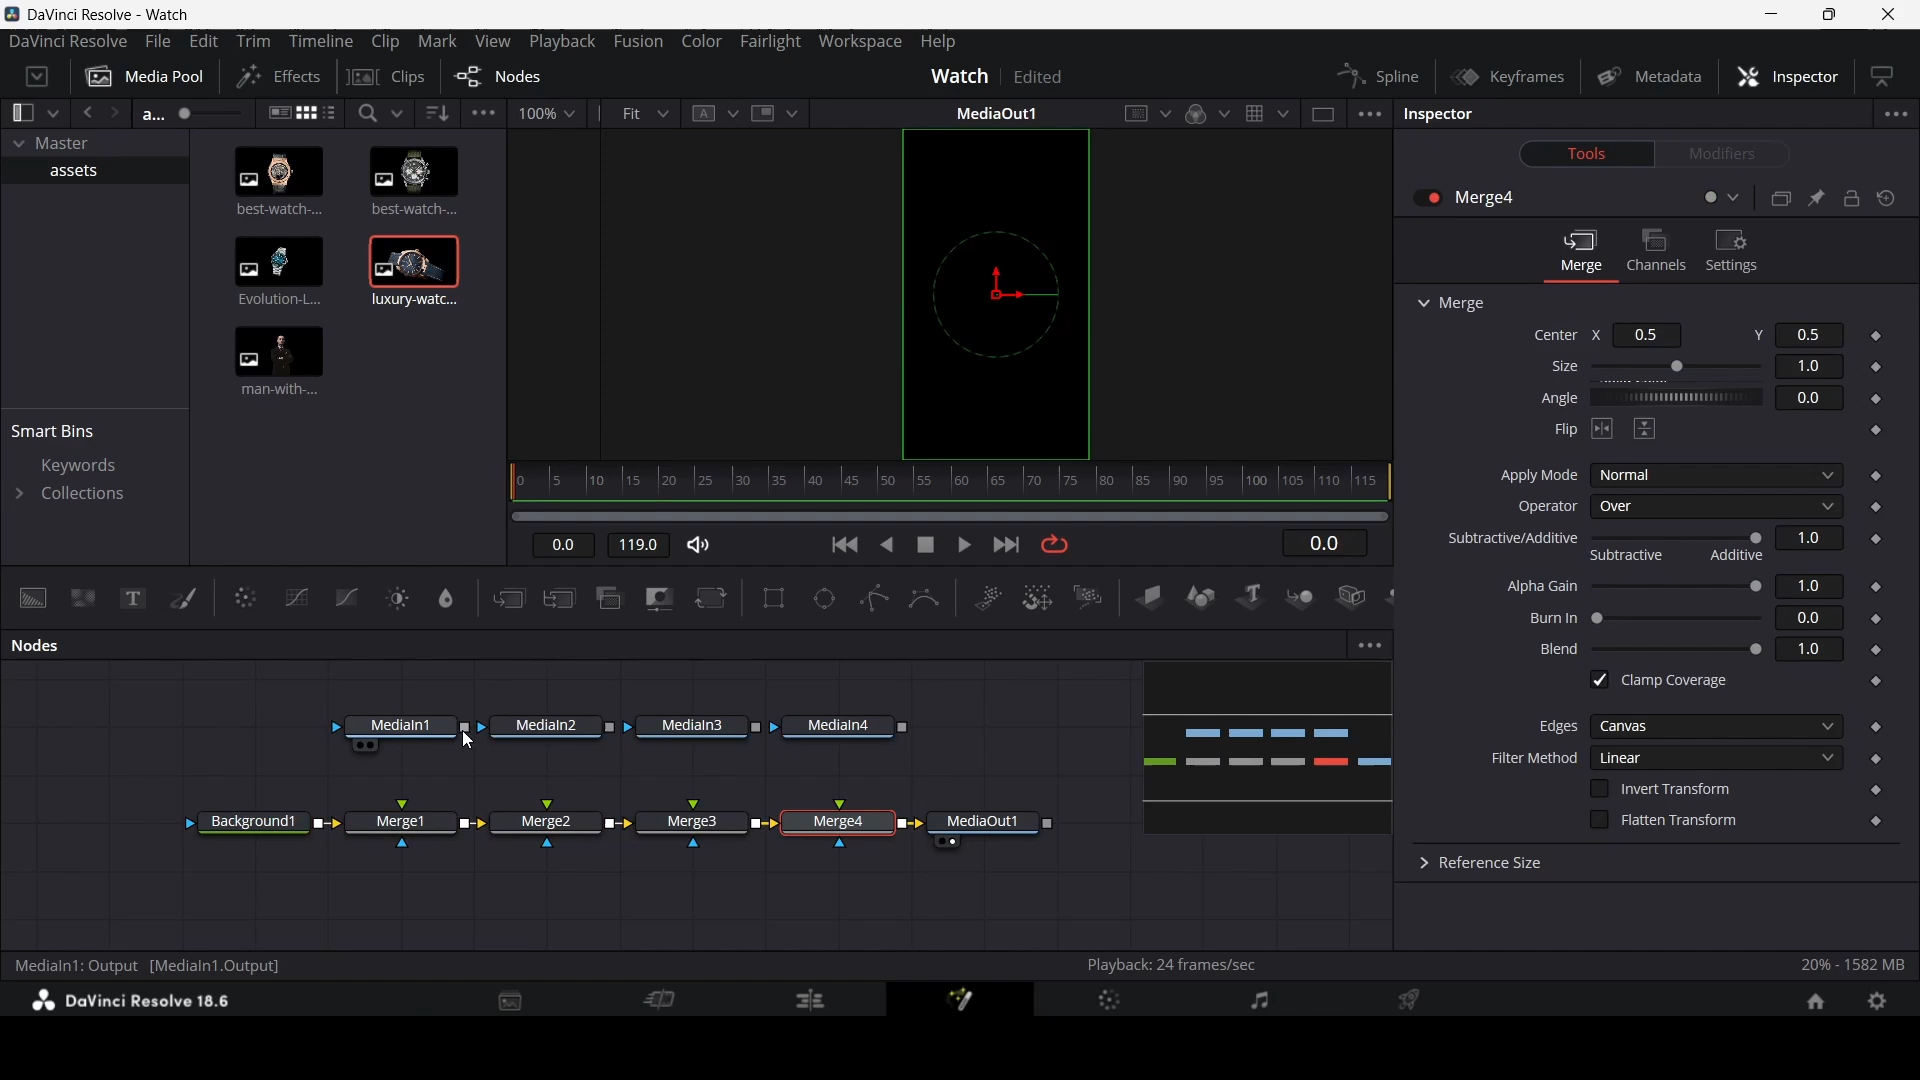 DaVinci Resolve - Watch
DaVinci Resolve File Edit Trim Timeline Clip Mark View Playback Fusion Color Fairlight Workspace Help
Media Pool Effects Clips Nodes Watch Edited Spline Keyframes Metadata Inspector
a... 100% Fit A MediaOut1 Inspector
Master
assets
best-watch-...
best-watch-...
Evolution-L...
luxury-watc...
man-with-...
Smart Bins
Keywords
Collections
0 5 10 15 20 25 30 35 40 45 50 55 60 65 70 75 80 85 90 95 100 105 110 115
0.0 119.0 0.0
Tools Modifiers
Merge4
Merge Channels Settings
Merge
Center X 0.5 Y 0.5
Size 1.0
Angle 0.0
Flip
Apply Mode Normal
Operator Over
Subtractive/Additive 1.0
Subtractive Additive
Alpha Gain 1.0
Burn In 0.0
Blend 1.0
Clamp Coverage
Edges Canvas
Filter Method Linear
Invert Transform
Flatten Transform
Reference Size
Nodes
MediaIn1 MediaIn2 MediaIn3 MediaIn4
Background1 Merge1 Merge2 Merge3 Merge4 MediaOut1
MediaIn1: Output [MediaIn1.Output] Playback: 24 frames/sec 20% - 1582 MB
DaVinci Resolve 18.6